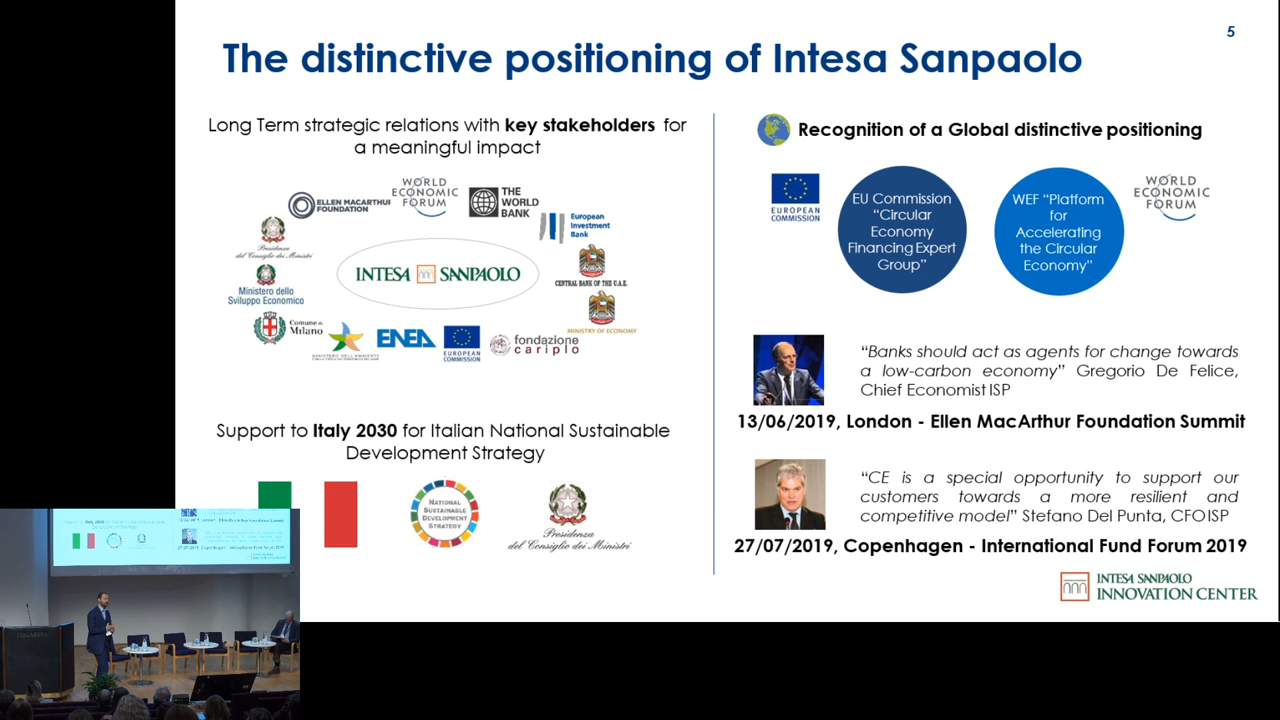 5
The distinctive positioning of Intesa Sanpaolo
Long Term strategic relations with key stakeholders for
a meaningful impact
ELLEN MACARTHUR
FOUNDATION
WORLD
ECONOMIC
FORUM
THE
WORLD
BANK
European
Investment
Bank
Presidenza
del Consiglio dei Ministri
INTESA SANPAOLO
CENTRAL BANK OF THE U.A.E.
Ministero dello
Sviluppo Economico
MINISTRY OF ECONOMY
Comune di
Milano
ENEA
EUROPEAN
COMMISSION
fondazione
cariplo
Support to Italy 2030 for Italian National Sustainable
Development Strategy
NATIONAL
SUSTAINABLE
DEVELOPMENT
STRATEGY
Presidenza
del Consiglio dei Ministri
Recognition of a Global distinctive positioning
EUROPEAN
COMMISSION
EU Commission
“Circular
Economy
Financing Expert
Group”
WEF “Platform
for
Accelerating
the Circular
Economy”
WORLD
ECONOMIC
FORUM
“Banks should act as agents for change towards
a low-carbon economy” Gregorio De Felice,
Chief Economist ISP
13/06/2019, London - Ellen MacArthur Foundation Summit
“CE is a special opportunity to support our
customers towards a more resilient and
competitive model” Stefano Del Punta, CFO ISP
27/07/2019, Copenhagen - International Fund Forum 2019
INTESA SANPAOLO
INNOVATION CENTER